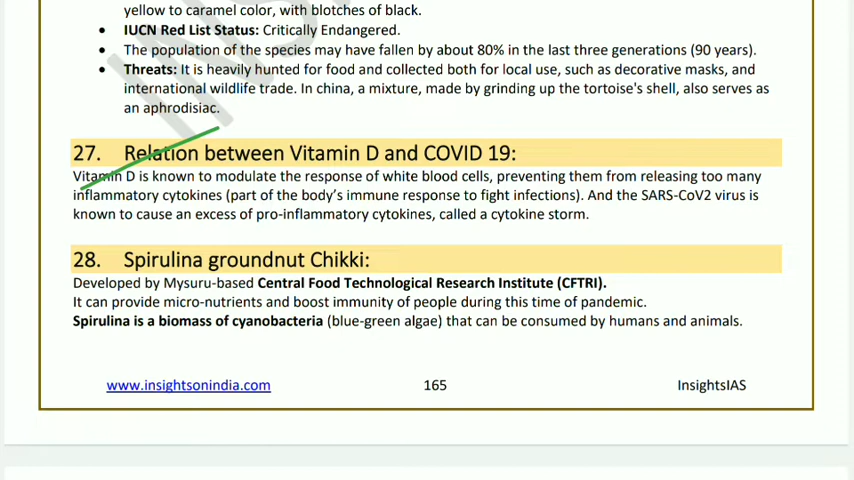 yellow to caramel color, with blotches of black.
• IUCN Red List Status: Critically Endangered.
• The population of the species may have fallen by about 80% in the last three generations (90 years).
• Threats: It is heavily hunted for food and collected both for local use, such as decorative masks, and
international wildlife trade. In china, a mixture, made by grinding up the tortoise's shell, also serves as
an aphrodisiac.
27. Relation between Vitamin D and COVID 19:
Vitamin D is known to modulate the response of white blood cells, preventing them from releasing too many
inflammatory cytokines (part of the body's immune response to fight infections). And the SARS-CoV2 virus is
known to cause an excess of pro-inflammatory cytokines, called a cytokine storm.
28. Spirulina groundnut Chikki:
Developed by Mysuru-based Central Food Technological Research Institute (CFTRI).
It can provide micro-nutrients and boost immunity of people during this time of pandemic.
Spirulina is a biomass of cyanobacteria (blue-green algae) that can be consumed by humans and animals.
www.insightsonindia.com 165 InsightsIAS